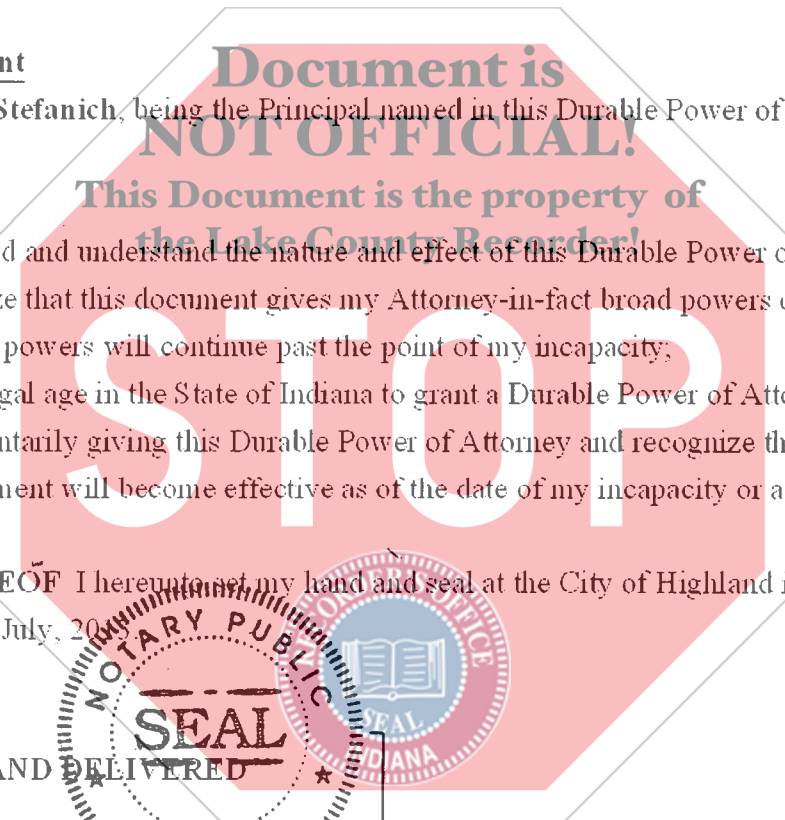 nt
Document is
Stefanich, being the Principal named in this Durable Power of
NOT OFFICIAL!
This Document is the property of
the Lake County Recorder!
d and understand the nature and effect of this Durable Power o
ze that this document gives my Attorney-in-fact broad powers
powers will continue past the point of my incapacity;
gal age in the State of Indiana to grant a Durable Power of Atto
ntarily giving this Durable Power of Attorney and recognize th
ment will become effective as of the date of my incapacity or a
STOP
EOF I hereunto set my hand and seal at the City of Highland i
July,
NOTARY PUBLIC
SEAL
RECORDER'S OFFICE
SEAL
INDIANA
AND DELIVERED